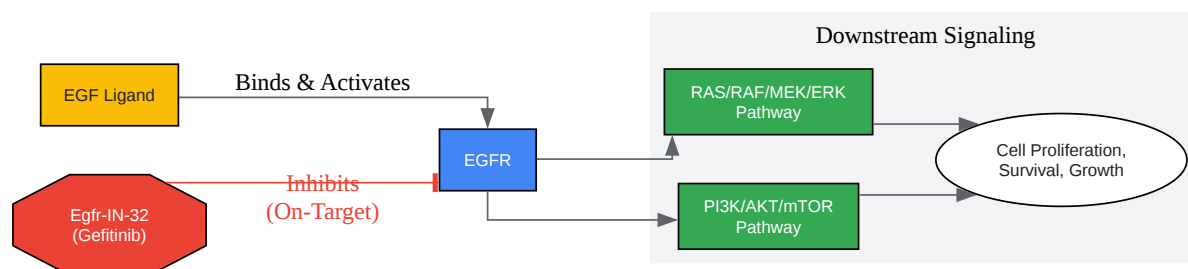 Downstream Signaling
EGF Ligand
Binds & Activates
RAS/RAF/MEK/ERK
Pathway
EGFR
Cell Proliferation,
Survival, Growth
Inhibits
(On-Target)
Egfr-IN-32
(Gefitinib)
PI3K/AKT/mTOR
Pathway